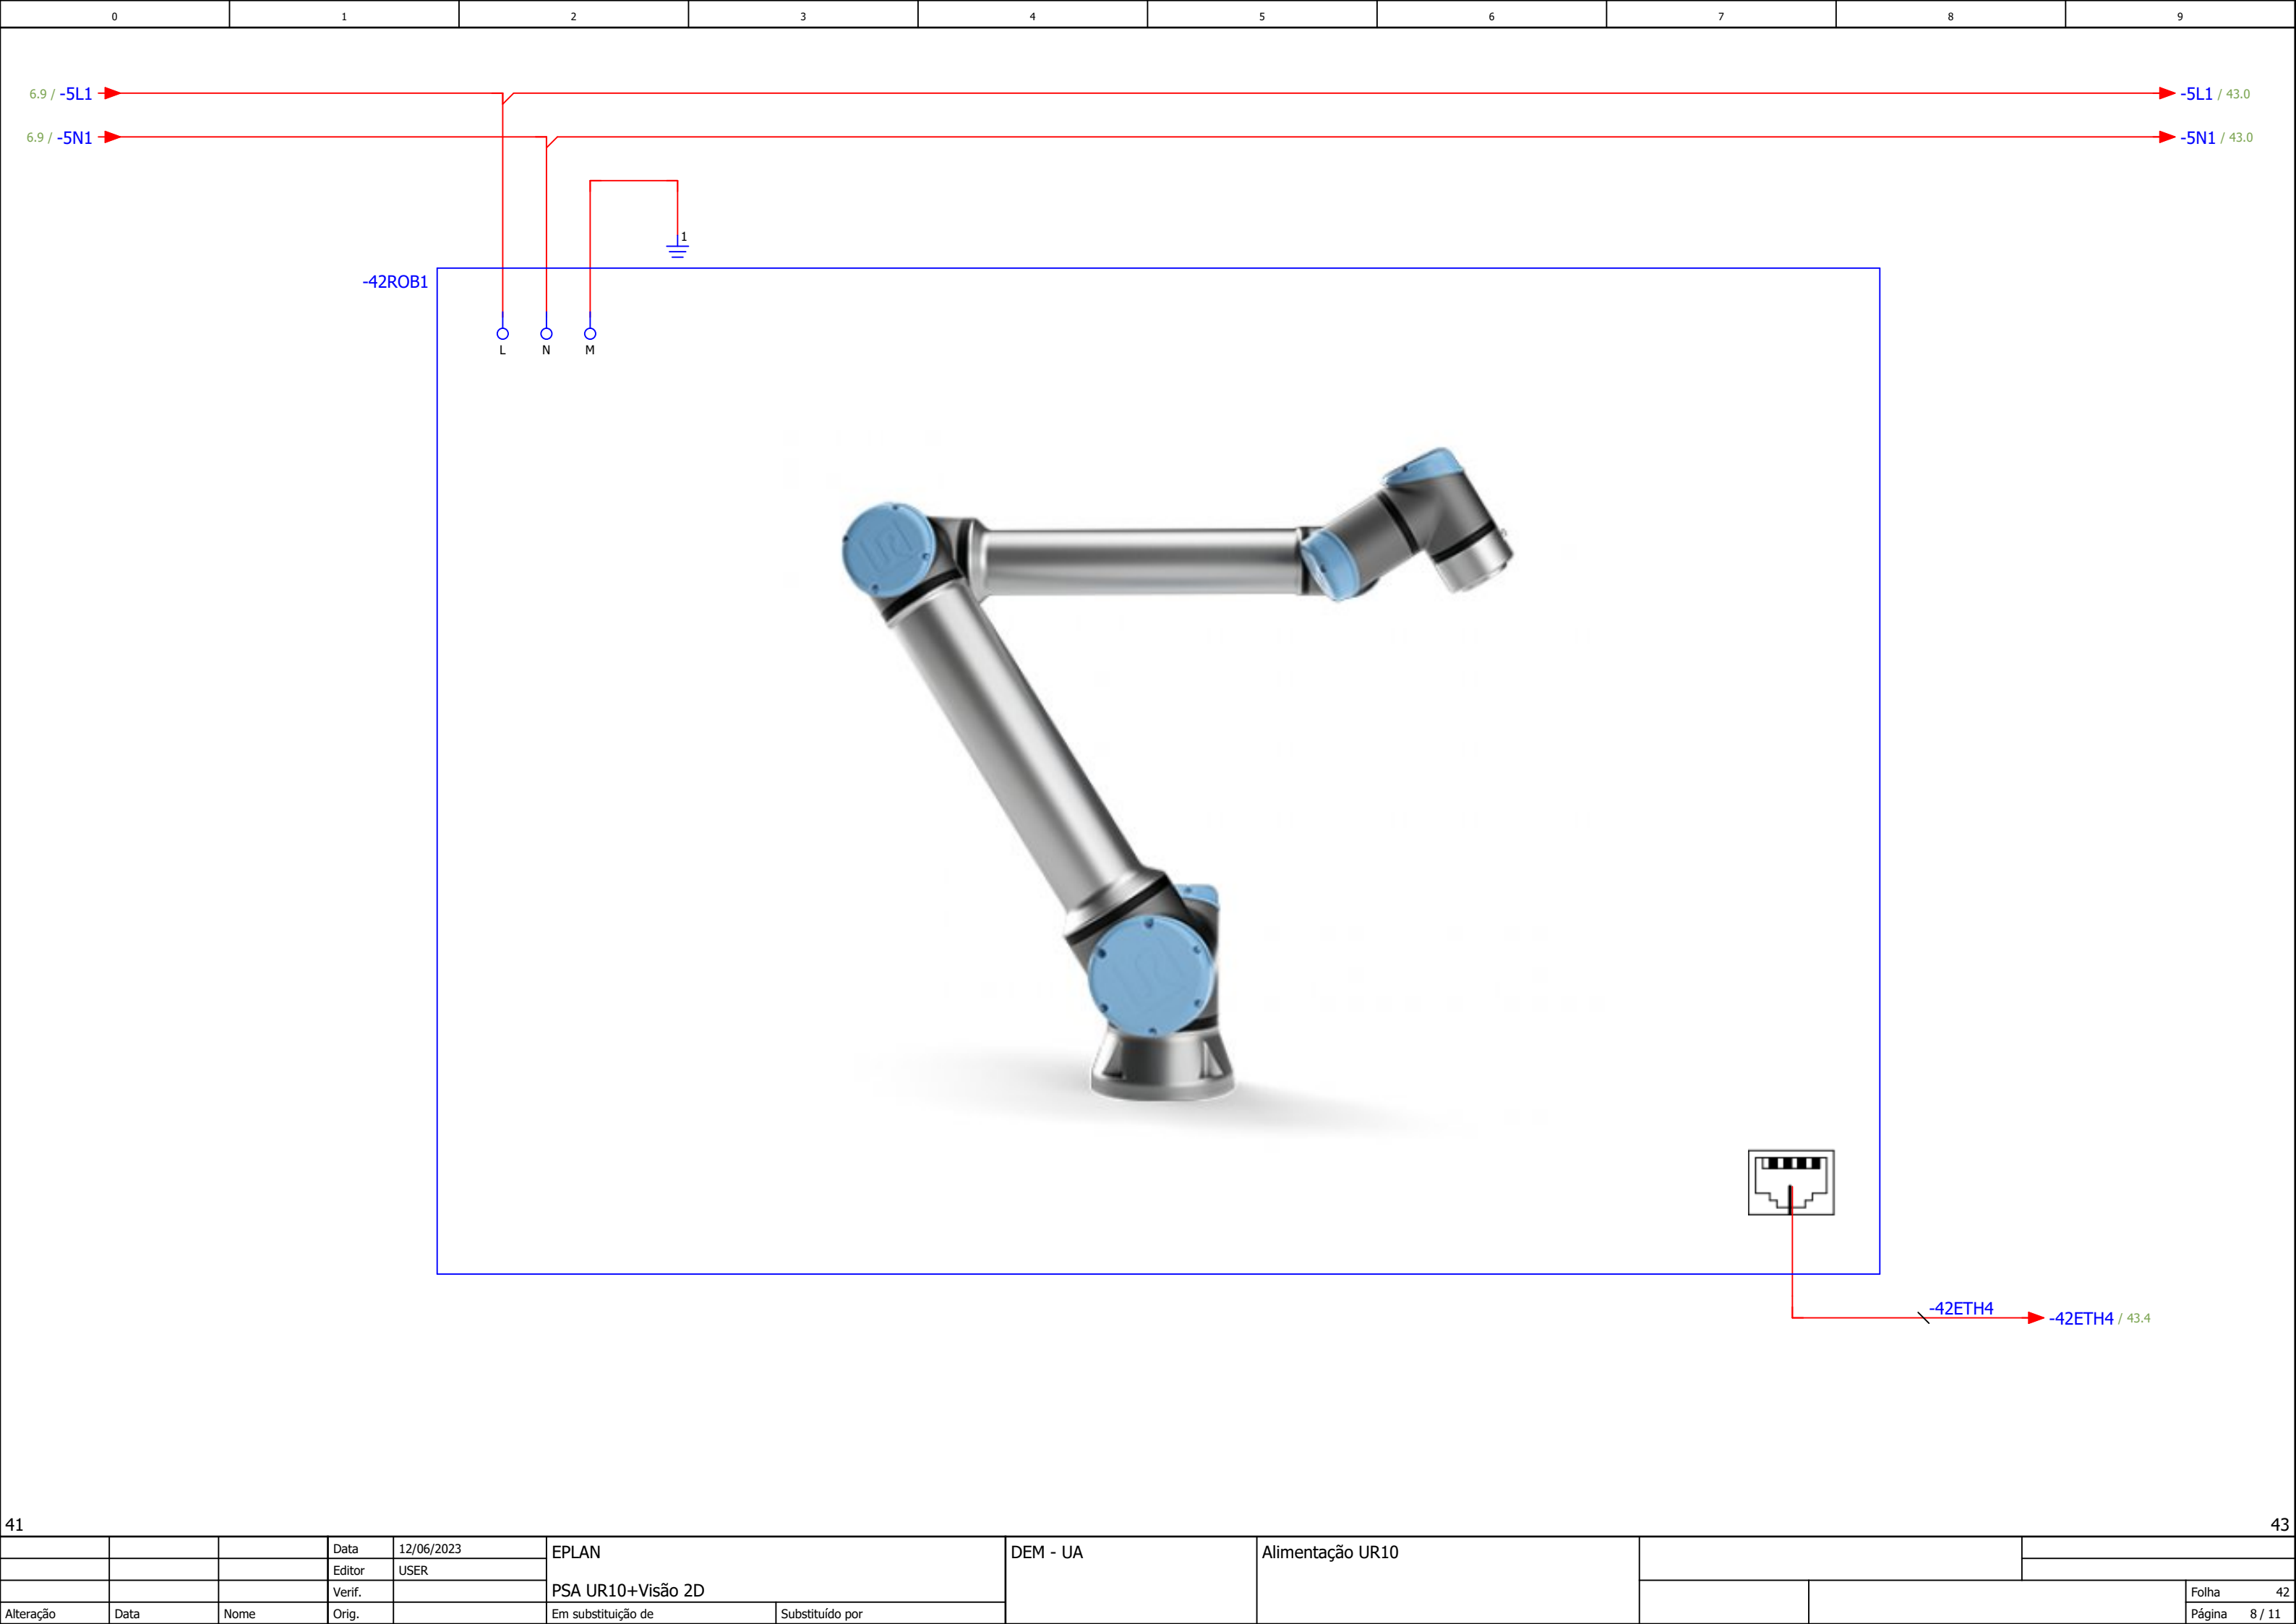 0 1 2 3 4 5 6 7 8 9
6.9 / -5L1 -5L1 / 43.0
6.9 / -5N1 -5N1 / 43.0
1
-42ROB1
L N M
-42ETH4
-42ETH4 / 43.4
41 43
Data 12/06/2023 EPLAN DEM - UA Alimentação UR10
Editor USER
Verif. PSA UR10+Visão 2D Folha 42
Alteração Data Nome Orig. Em substituição de Substituído por Página 8 / 11